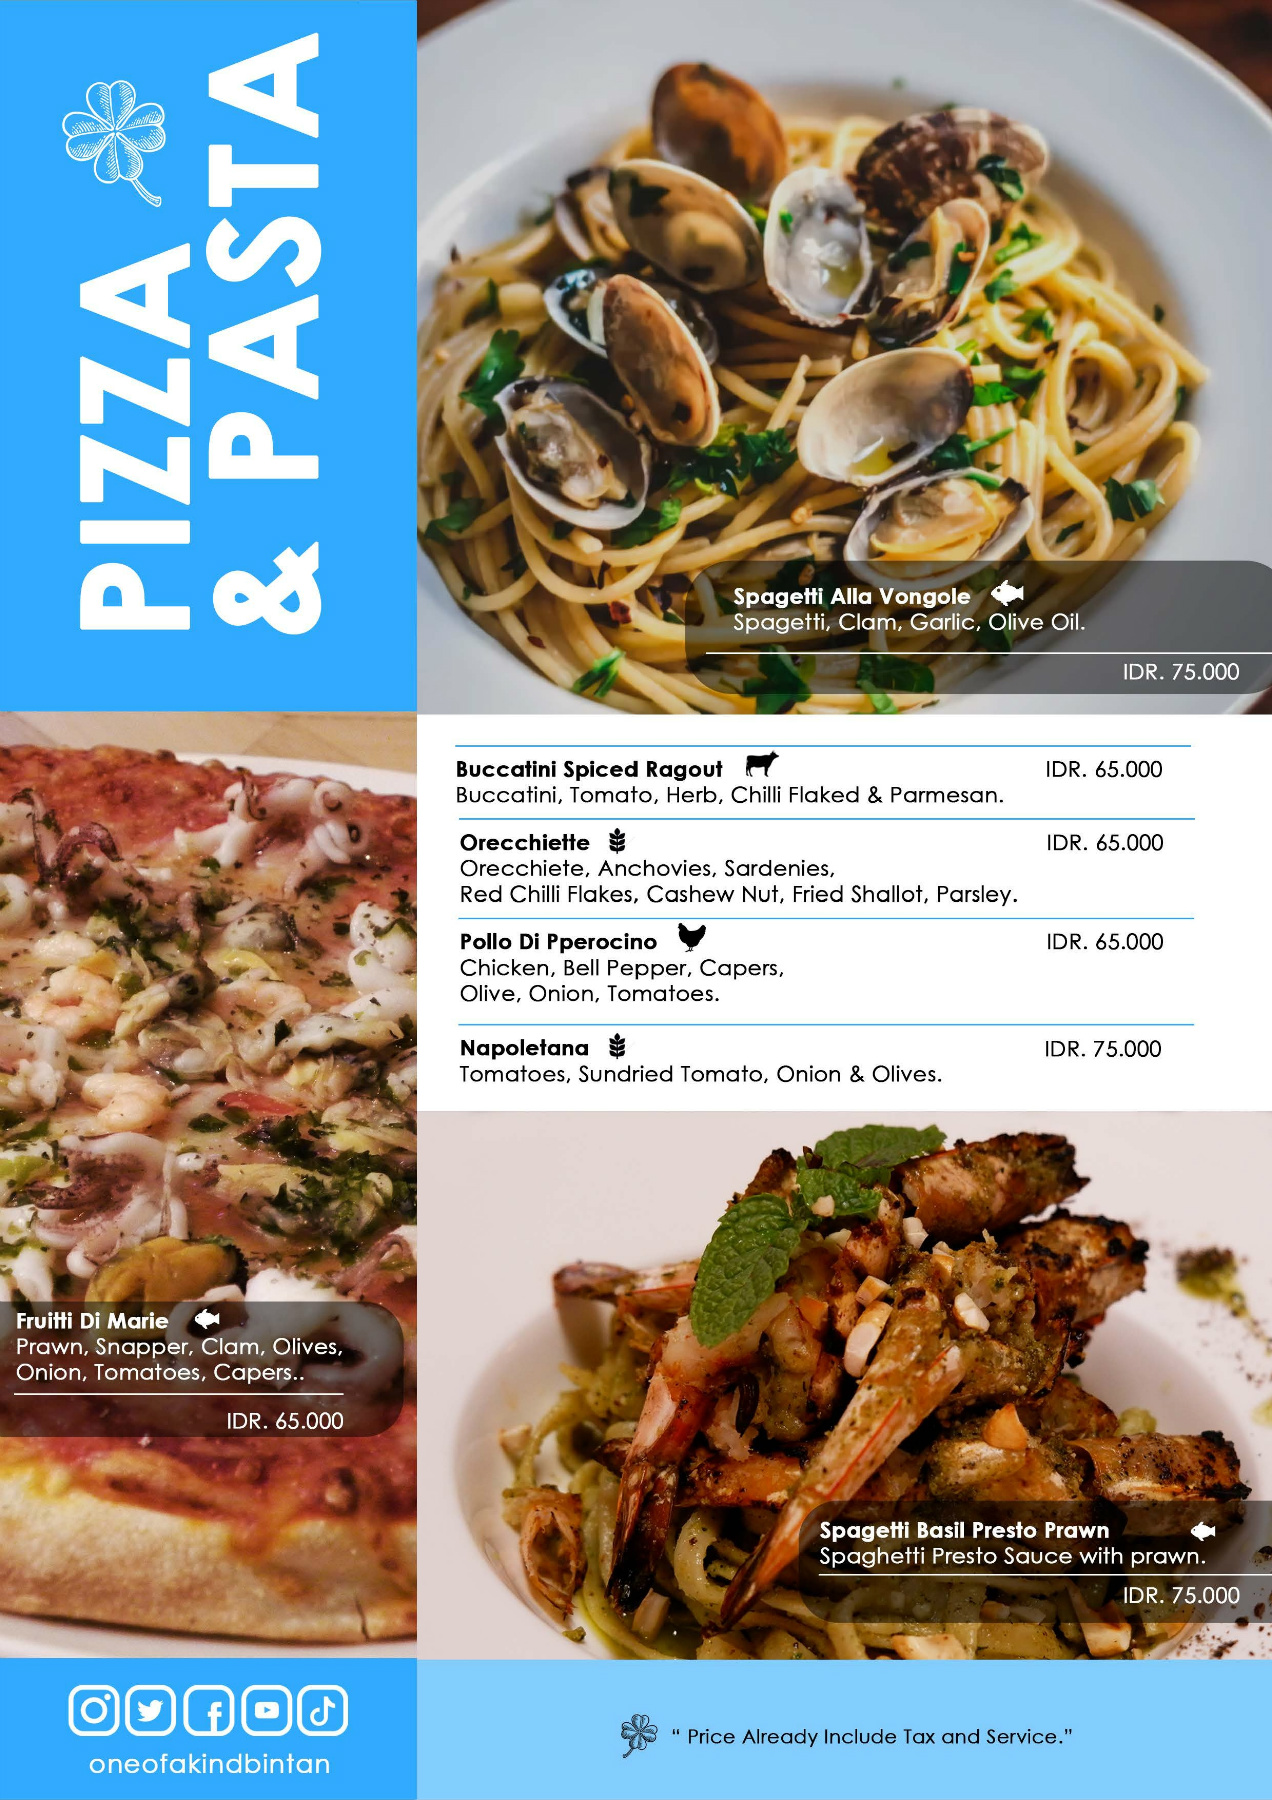 PIZZA
& PASTA
Spagetti Alla Vongole
Spagetti, Clam, Garlic, Olive Oil.
IDR. 75.000
Buccatini Spiced Ragout IDR. 65.000
Buccatini, Tomato, Herb, Chilli Flaked & Parmesan.
Orecchiette IDR. 65.000
Orecchiete, Anchovies, Sardenies,
Red Chilli Flakes, Cashew Nut, Fried Shallot, Parsley.
Pollo Di Pperocino IDR. 65.000
Chicken, Bell Pepper, Capers,
Olive, Onion, Tomatoes.
Napoletana IDR. 75.000
Tomatoes, Sundried Tomato, Onion & Olives.
Fruitti Di Marie
Prawn, Snapper, Clam, Olives,
Onion, Tomatoes, Capers..
IDR. 65.000
Spagetti Basil Presto Prawn
Spaghetti Presto Sauce with prawn.
IDR. 75.000
oneofakindbintan
“ Price Already Include Tax and Service.”